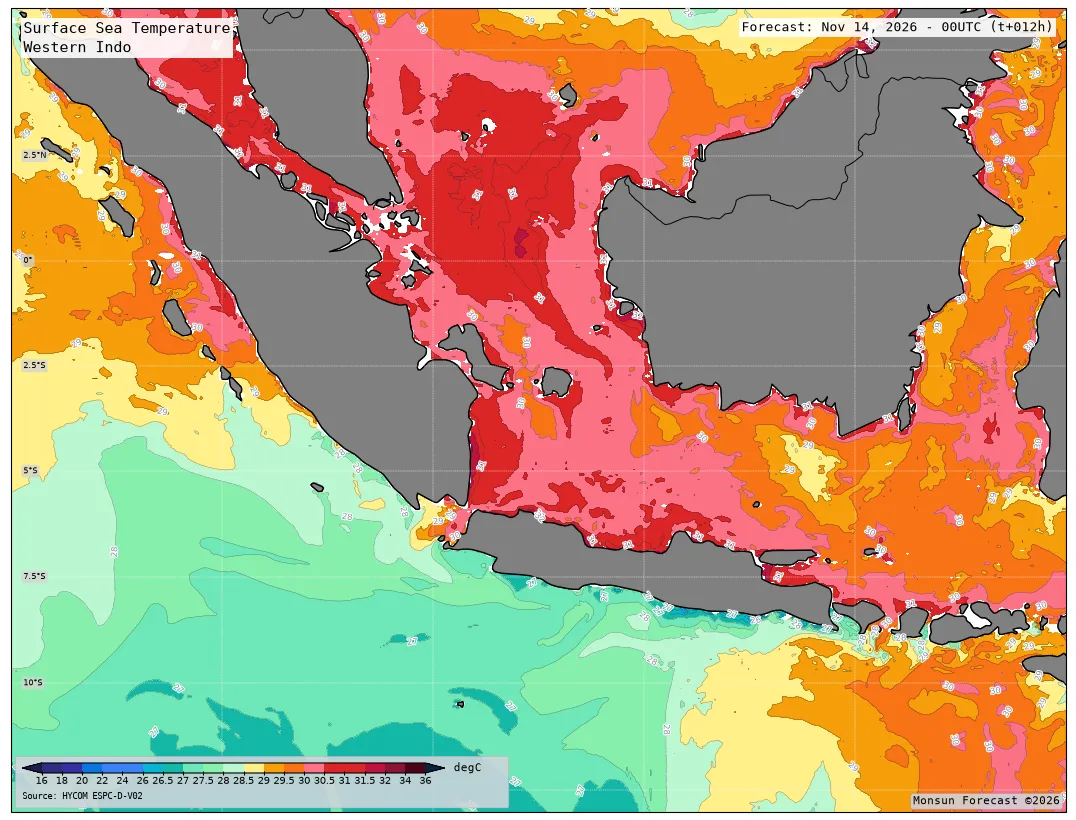 Surface Sea Temperature
Western Indo
Forecast: Nov 14, 2026 - 00UTC (t+012h)
2.5°N
0°
2.5°S
5°S
7.5°S
10°S
degC
16 18 20 22 24 26 26.5 27 27.5 28 28.5 29 29.5 30 30.5 31 31.5 32 34 36
Source: HYCOM ESPC-D-V02
Monsun Forecast ©2026